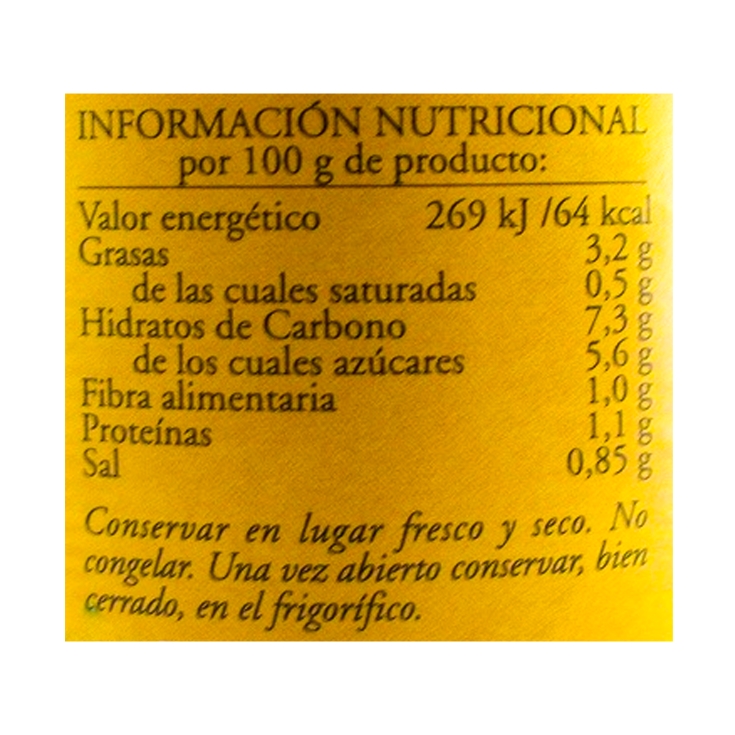 INFORMACIÓN NUTRICIONAL
por 100 g de producto:
Valor energético 269 kJ /64 kcal
Grasas 3,2 g
de las cuales saturadas 0,5 g
Hidratos de Carbono 7,3 g
de los cuales azúcares 5,6 g
Fibra alimentaria 1,0 g
Proteínas 1,1 g
Sal 0,85 g
Conservar en lugar fresco y seco. No
congelar. Una vez abierto conservar, bien
cerrado, en el frigorífico.